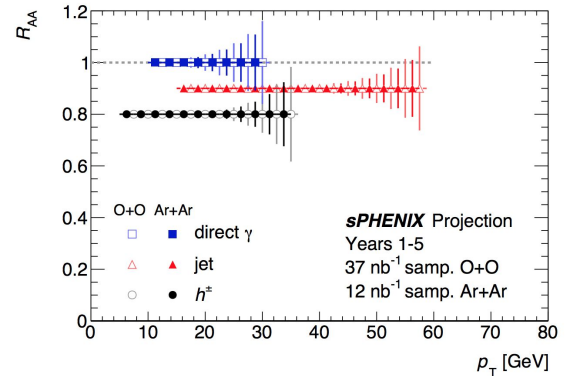 R_AA
1.2
1
0.8
0.6
0.4
0.2
0
O+O Ar+Ar
direct γ
jet
h±
sPHENIX Projection
Years 1-5
37 nb⁻¹ samp. O+O
12 nb⁻¹ samp. Ar+Ar
0 10 20 30 40 50 60 70 80
p_T [GeV]